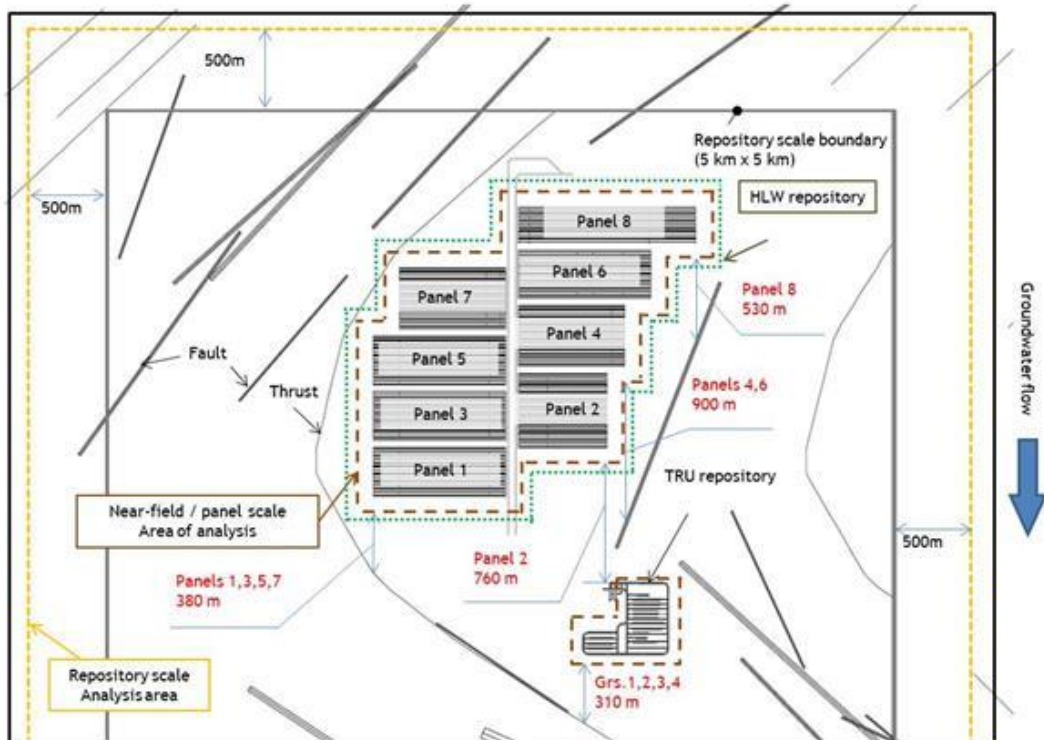 500m
Repository scale boundary
(5 km x 5 km)
HLW repository
500m
Panel 8
Panel 6
Panel 7
Panel 8
530 m
Panel 4
Fault
Panel 5
Thrust
Panels 4,6
900 m
Panel 3
Panel 2
Groundwater flow
Panel 1
TRU repository
Near-field / panel scale
Area of analysis
500m
Panel 2
760 m
Panels 1,3,5,7
380 m
Repository scale
Analysis area
Grs.1,2,3,4
310 m